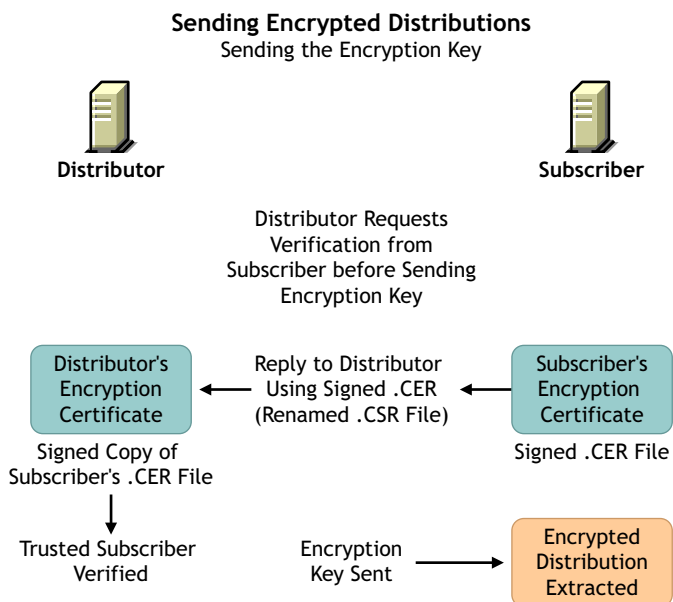 Sending Encrypted Distributions
Sending the Encryption Key
Distributor
Subscriber
Distributor Requests
Verification from
Subscriber before Sending
Encryption Key
Distributor's
Encryption
Certificate
Reply to Distributor
Using Signed .CER
(Renamed .CSR File)
Subscriber's
Encryption
Certificate
Signed Copy of
Subscriber's .CER File
Signed .CER File
Trusted Subscriber
Verified
Encryption
Key Sent
Encrypted
Distribution
Extracted